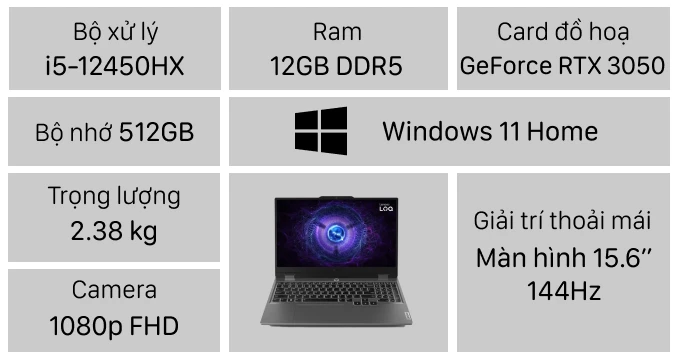 Bộ xử lý
i5-12450HX
Ram
12GB DDR5
Card đồ hoạ
GeForce RTX 3050
Bộ nhớ 512GB
Windows 11 Home
Trọng lượng
2.38 kg
Camera
1080p FHD
LOQ
Giải trí thoải mái
Màn hình 15.6”
144Hz